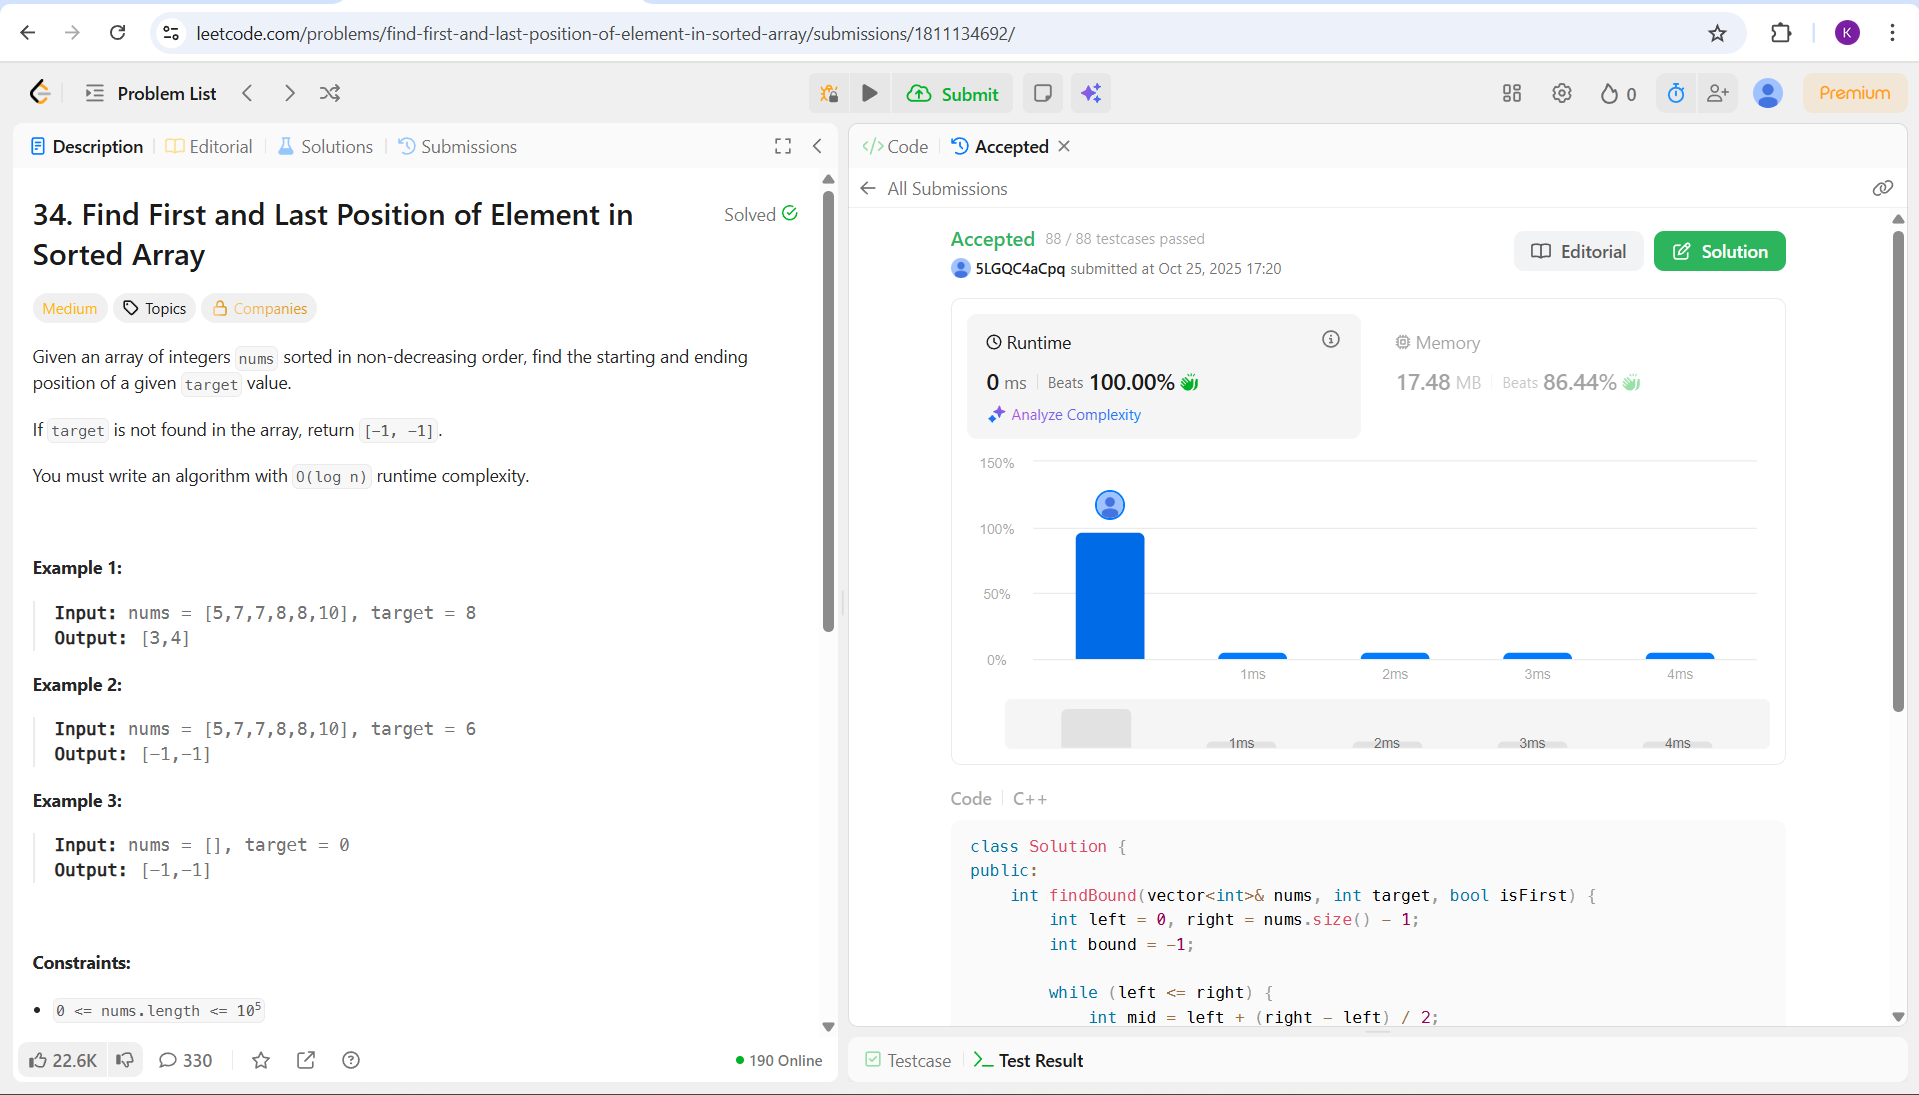 leetcode.com/problems/find-first-and-last-position-of-element-in-sorted-array/submissions/1811134692/
K
Problem List
Submit
0
Premium
Description
Editorial
Solutions
Submissions
34. Find First and Last Position of Element in
Sorted Array
Solved
Medium
Topics
Companies
Given an array of integers nums sorted in non-decreasing order, find the starting and ending
position of a given target value.
If target is not found in the array, return [-1, -1].
You must write an algorithm with O(log n) runtime complexity.
Example 1:
Input: nums = [5,7,7,8,8,10], target = 8
Output: [3,4]
Example 2:
Input: nums = [5,7,7,8,8,10], target = 6
Output: [-1,-1]
Example 3:
Input: nums = [], target = 0
Output: [-1,-1]
Constraints:
• 0 <= nums.length <= 10⁵
22.6K
330
190 Online
</> Code
Accepted
All Submissions
Accepted 88 / 88 testcases passed
5LGQC4aCpq submitted at Oct 25, 2025 17:20
Editorial
Solution
Runtime
0 ms Beats 100.00%
Analyze Complexity
Memory
17.48 MB Beats 86.44%
150%
100%
50%
0%
1ms 2ms 3ms 4ms
1ms 2ms 3ms 4ms
Code C++
class Solution {
public:
    int findBound(vector<int>& nums, int target, bool isFirst) {
        int left = 0, right = nums.size() - 1;
        int bound = -1;
        while (left <= right) {
            int mid = left + (right - left) / 2;
Testcase
>_ Test Result